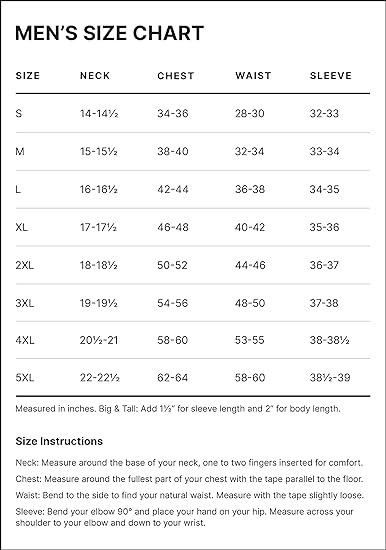 MEN’S SIZE CHART
SIZE NECK CHEST WAIST SLEEVE
S 14-14½ 34-36 28-30 32-33
M 15-15½ 38-40 32-34 33-34
L 16-16½ 42-44 36-38 34-35
XL 17-17½ 46-48 40-42 35-36
2XL 18-18½ 50-52 44-46 36-37
3XL 19-19½ 54-56 48-50 37-38
4XL 20½-21 58-60 53-55 38-38½
5XL 22-22½ 62-64 58-60 38½-39
Measured in inches. Big & Tall: Add 1½” for sleeve length and 2” for body length.
Size Instructions
Neck: Measure around the base of your neck, one to two fingers inserted for comfort.
Chest: Measure around the fullest part of your chest with the tape parallel to the floor.
Waist: Bend to the side to find your natural waist. Measure with the tape slightly loose.
Sleeve: Bend your elbow 90° and place your hand on your hip. Measure across your
shoulder to your elbow and down to your wrist.